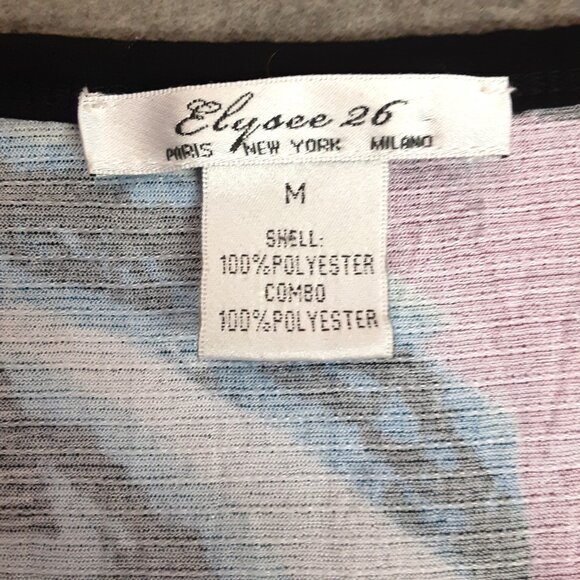 Elysee 26
PARIS NEW YORK MILANO
M
SHELL:
100%POLYESTER
COMBO
100%POLYESTER